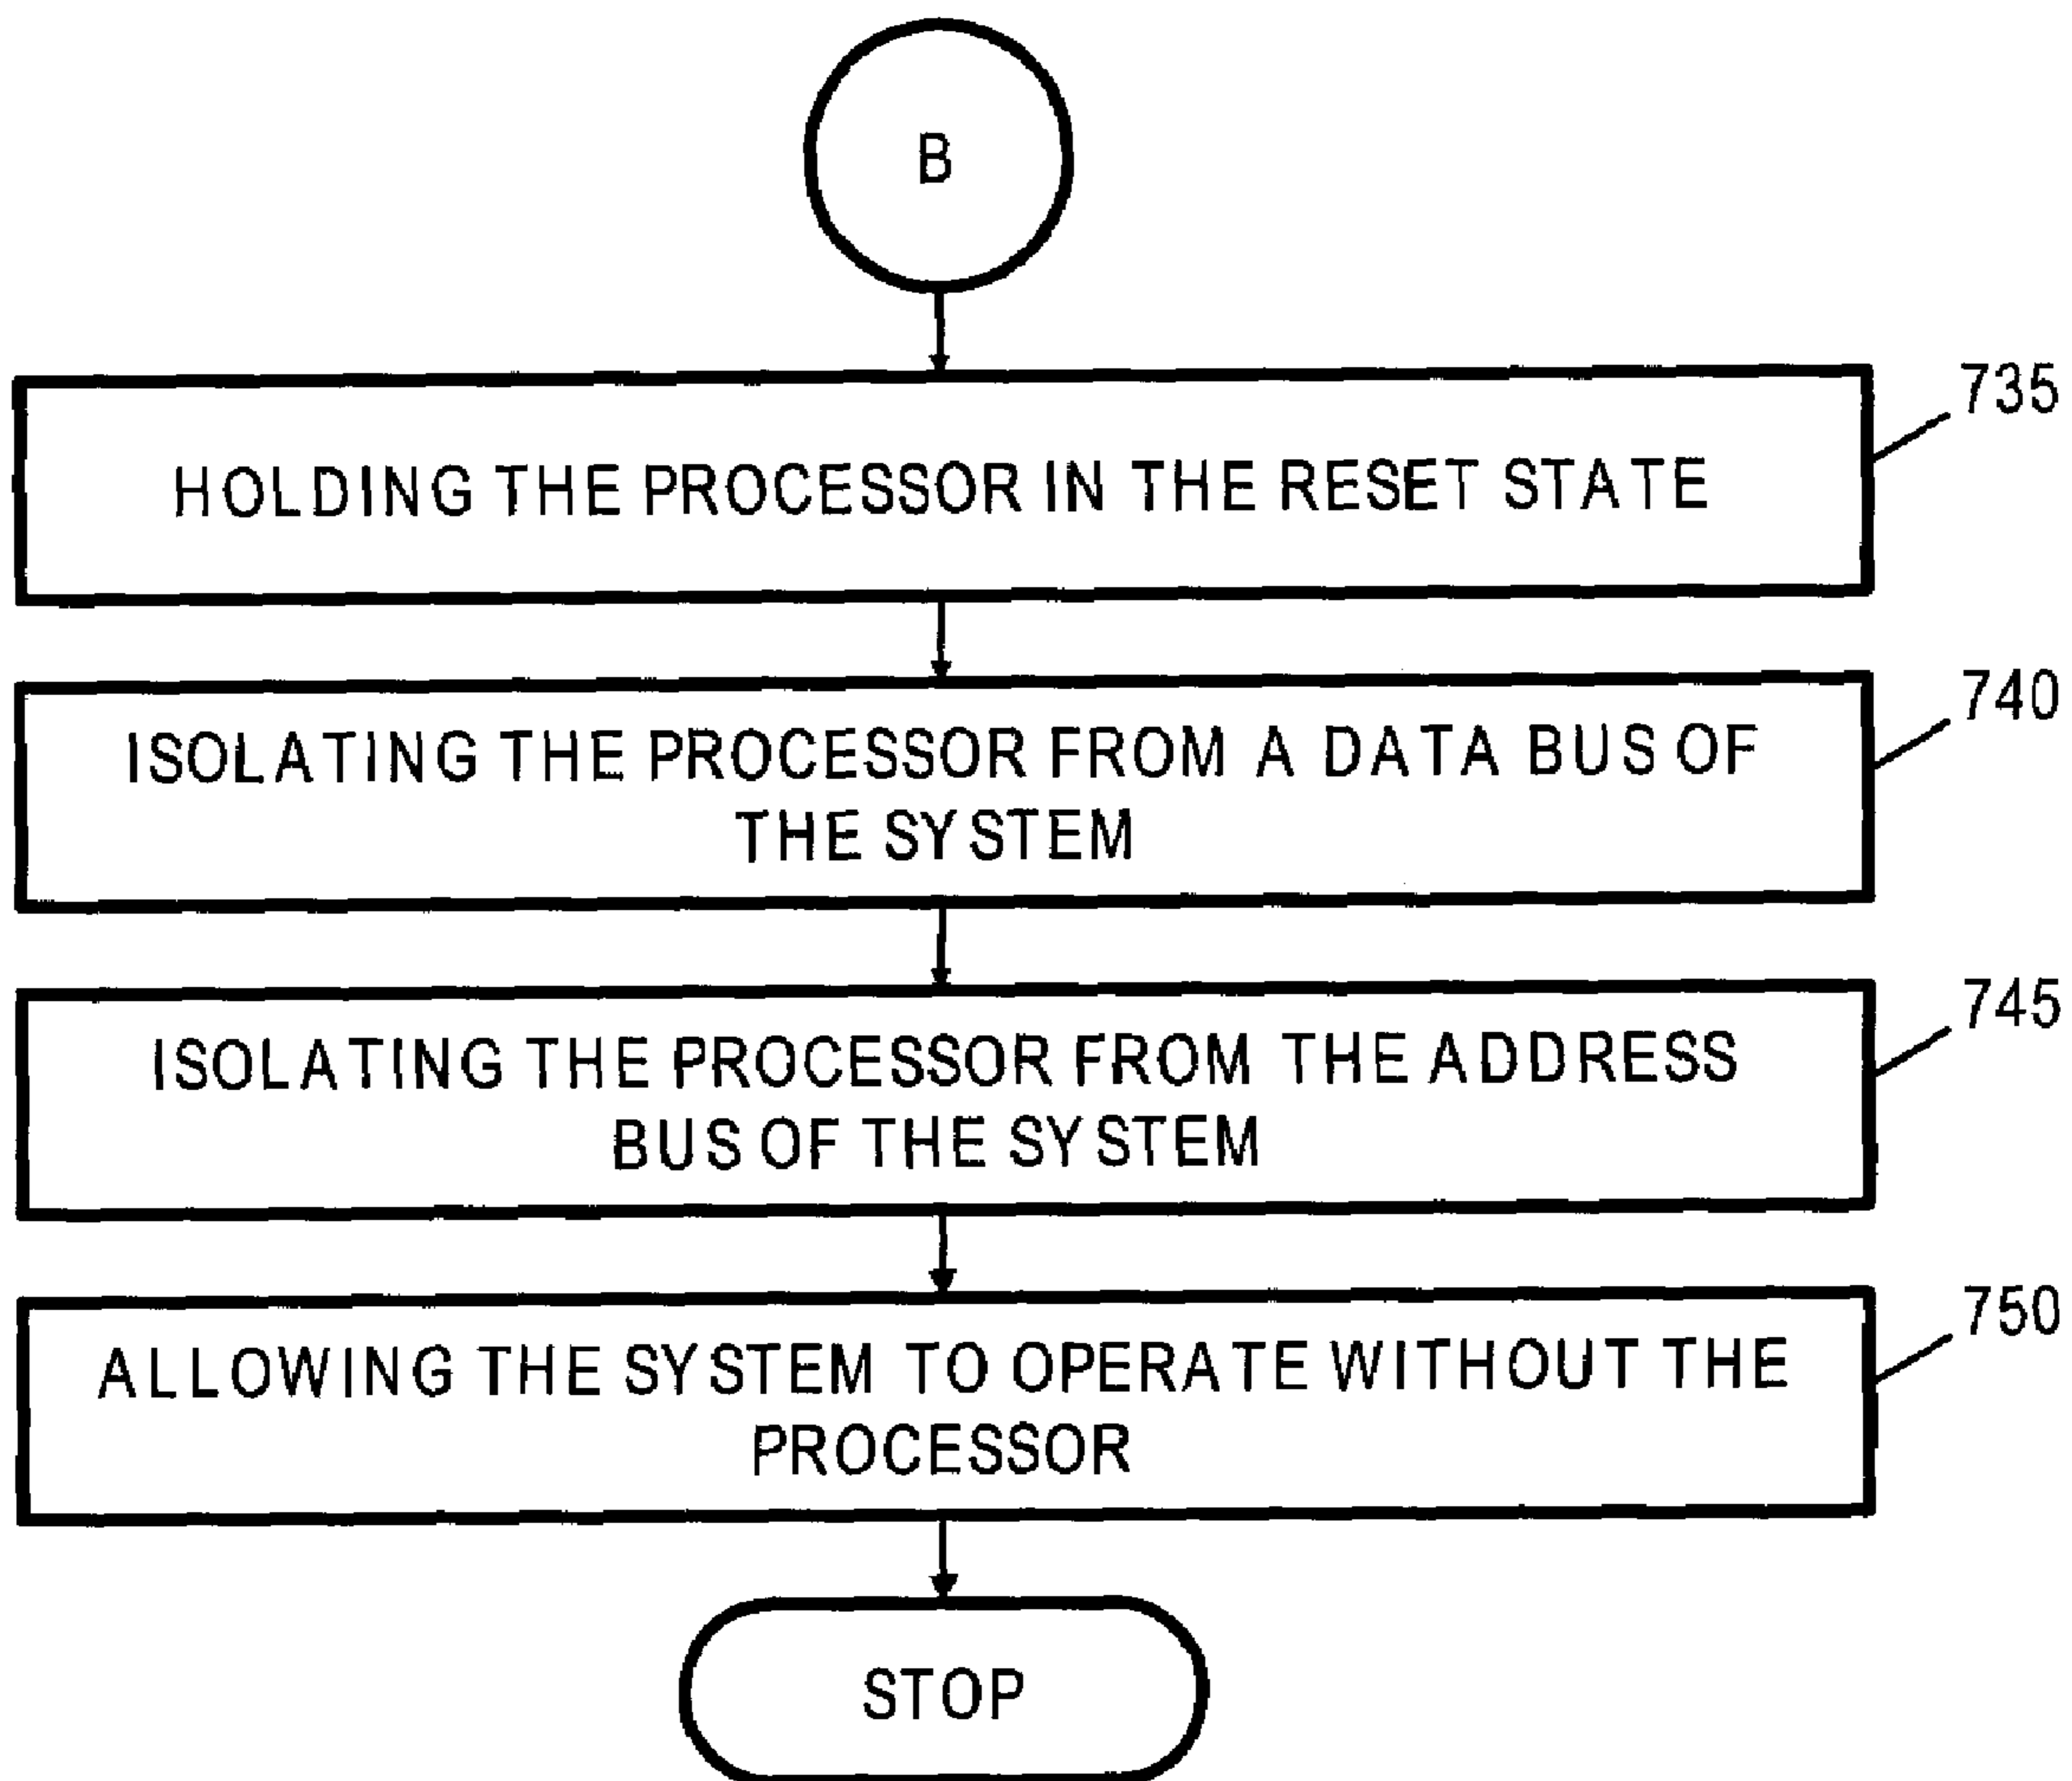 B
735
HOLDING THE PROCESSOR IN THE RESET STATE
740
ISOLATING THE PROCESSOR FROM A DATA BUS OF
THE SYSTEM
745
ISOLATING THE PROCESSOR FROM THE ADDRESS
BUS OF THE SYSTEM
750
ALLOWING THE SYSTEM TO OPERATE WITHOUT THE
PROCESSOR
STOP